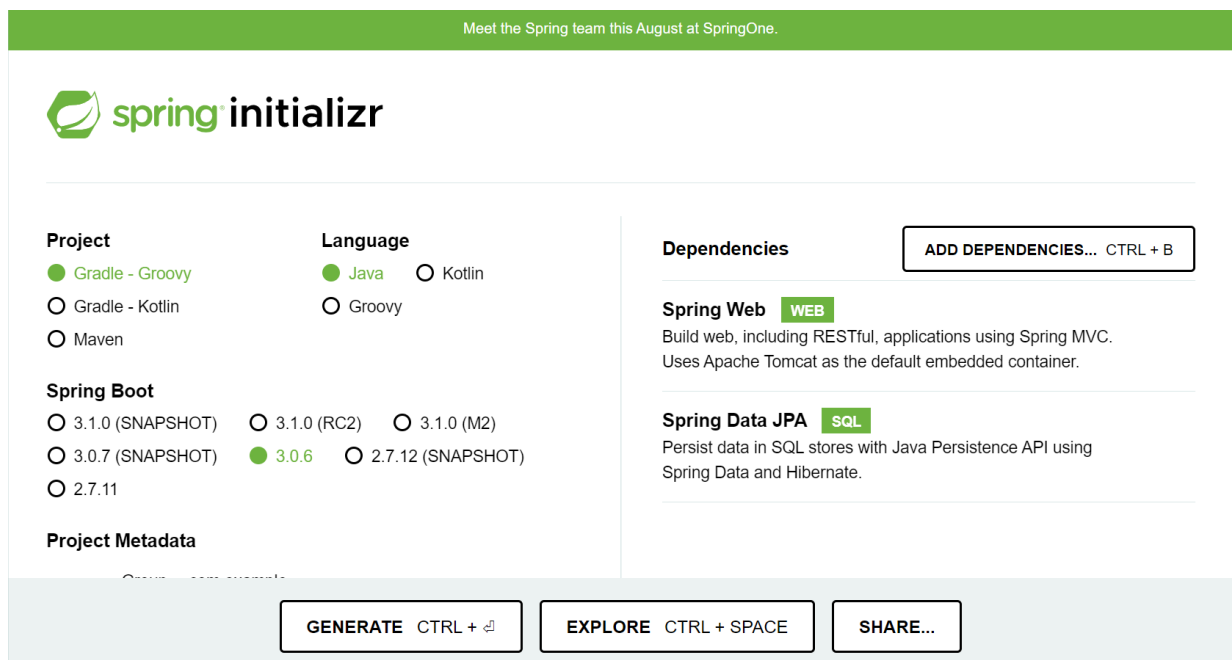 Meet the Spring team this August at SpringOne.
spring initializr
Project
Gradle - Groovy
Gradle - Kotlin
Maven
Language
Java Kotlin
Groovy
Spring Boot
3.1.0 (SNAPSHOT) 3.1.0 (RC2) 3.1.0 (M2)
3.0.7 (SNAPSHOT) 3.0.6 2.7.12 (SNAPSHOT)
2.7.11
Project Metadata
Dependencies
ADD DEPENDENCIES... CTRL + B
Spring Web WEB
Build web, including RESTful, applications using Spring MVC.
Uses Apache Tomcat as the default embedded container.
Spring Data JPA SQL
Persist data in SQL stores with Java Persistence API using
Spring Data and Hibernate.
GENERATE CTRL + ⏎
EXPLORE CTRL + SPACE
SHARE...